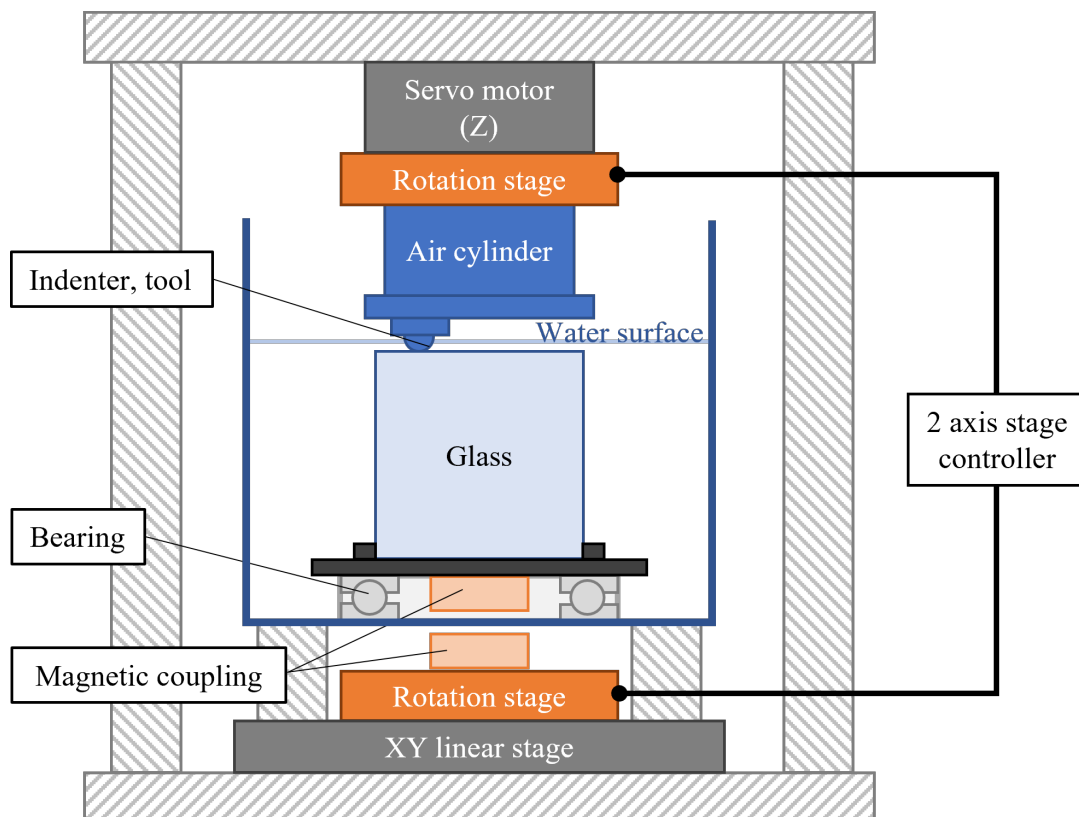 Servo motor
(Z)
Rotation stage
Air cylinder
Indenter, tool
Water surface
2 axis stage
controller
Glass
Bearing
Magnetic coupling
Rotation stage
XY linear stage